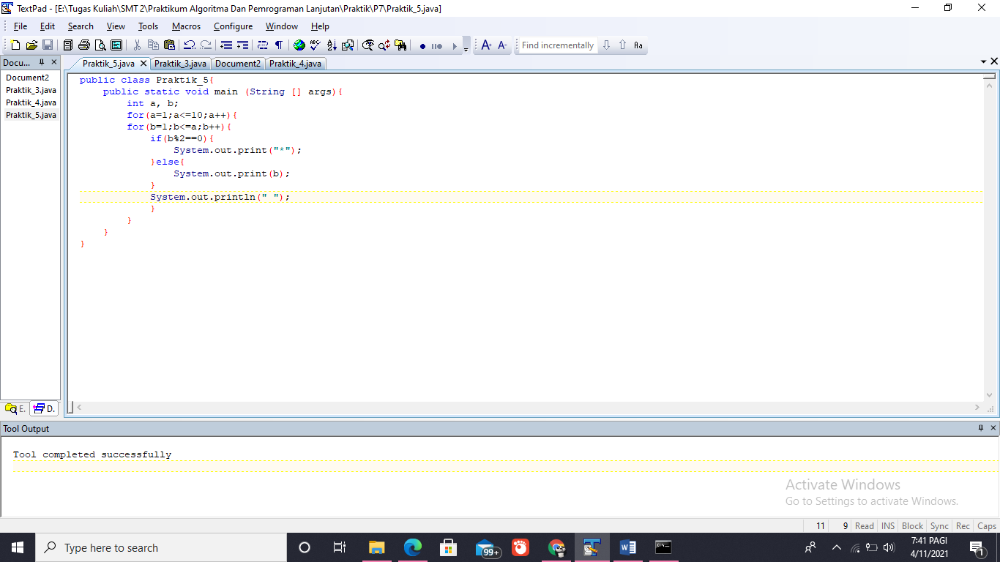 TextPad - [E:\Tugas Kuliah\SMT 2\Praktikum Algoritma Dan Pemrograman Lanjutan\Praktik\P7\Praktik_5.java]
File Edit Search View Tools Macros Configure Window Help
Find incrementally
Docu...
Praktik_5.java Praktik_3.java Document2 Praktik_4.java
Document2
Praktik_3.java
Praktik_4.java
Praktik_5.java
public class Praktik_5{
    public static void main (String [] args){
        int a, b;
        for(a=1;a<=10;a++){
        for(b=1;b<=a;b++){
            if(b%2==0){
                System.out.print("*");
            }else{
                System.out.print(b);
            }
            System.out.println(" ");
            }
        }
    }
}
E. D.
Tool Output
Tool completed successfully
Activate Windows
Go to Settings to activate Windows.
11 9 Read INS Block Sync Rec Caps
Type here to search
99+
7:41 PAGI
4/11/2021
1